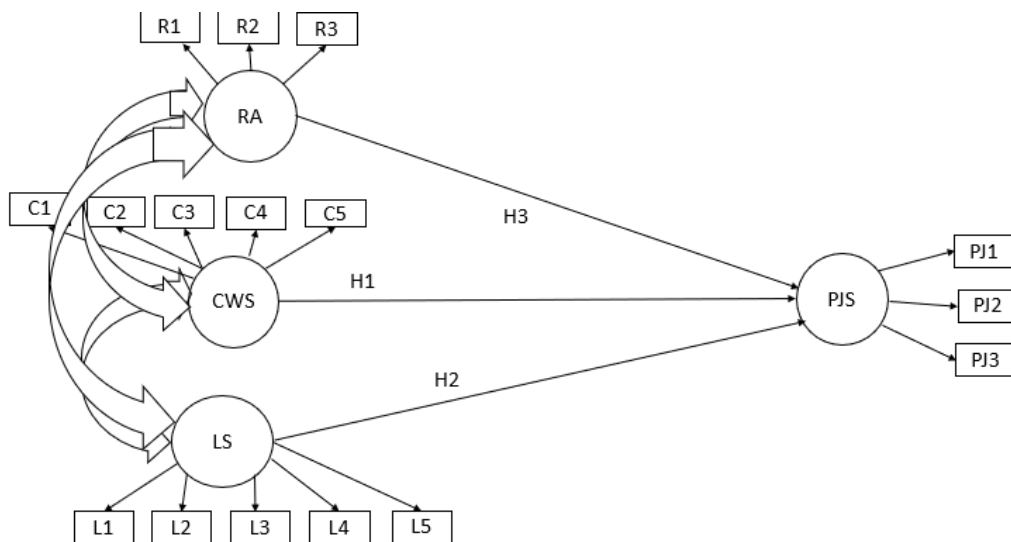 R1 R2 R3
RA
C1 C2 C3 C4 C5
H3
CWS
H1
PJS
PJ1
PJ2
PJ3
H2
LS
L1 L2 L3 L4 L5